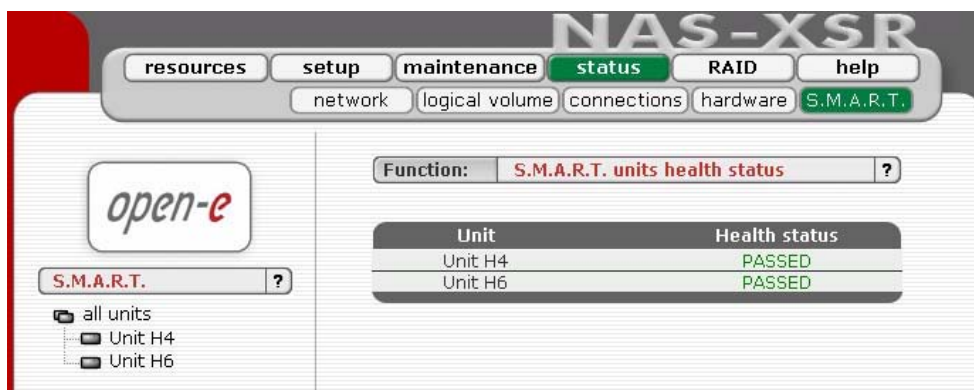 NAS-XSR
resources setup maintenance status RAID help
network logical volume connections hardware S.M.A.R.T.
open-e
S.M.A.R.T. ?
all units
Unit H4
Unit H6
Function: S.M.A.R.T. units health status ?
Unit Health status
Unit H4 PASSED
Unit H6 PASSED